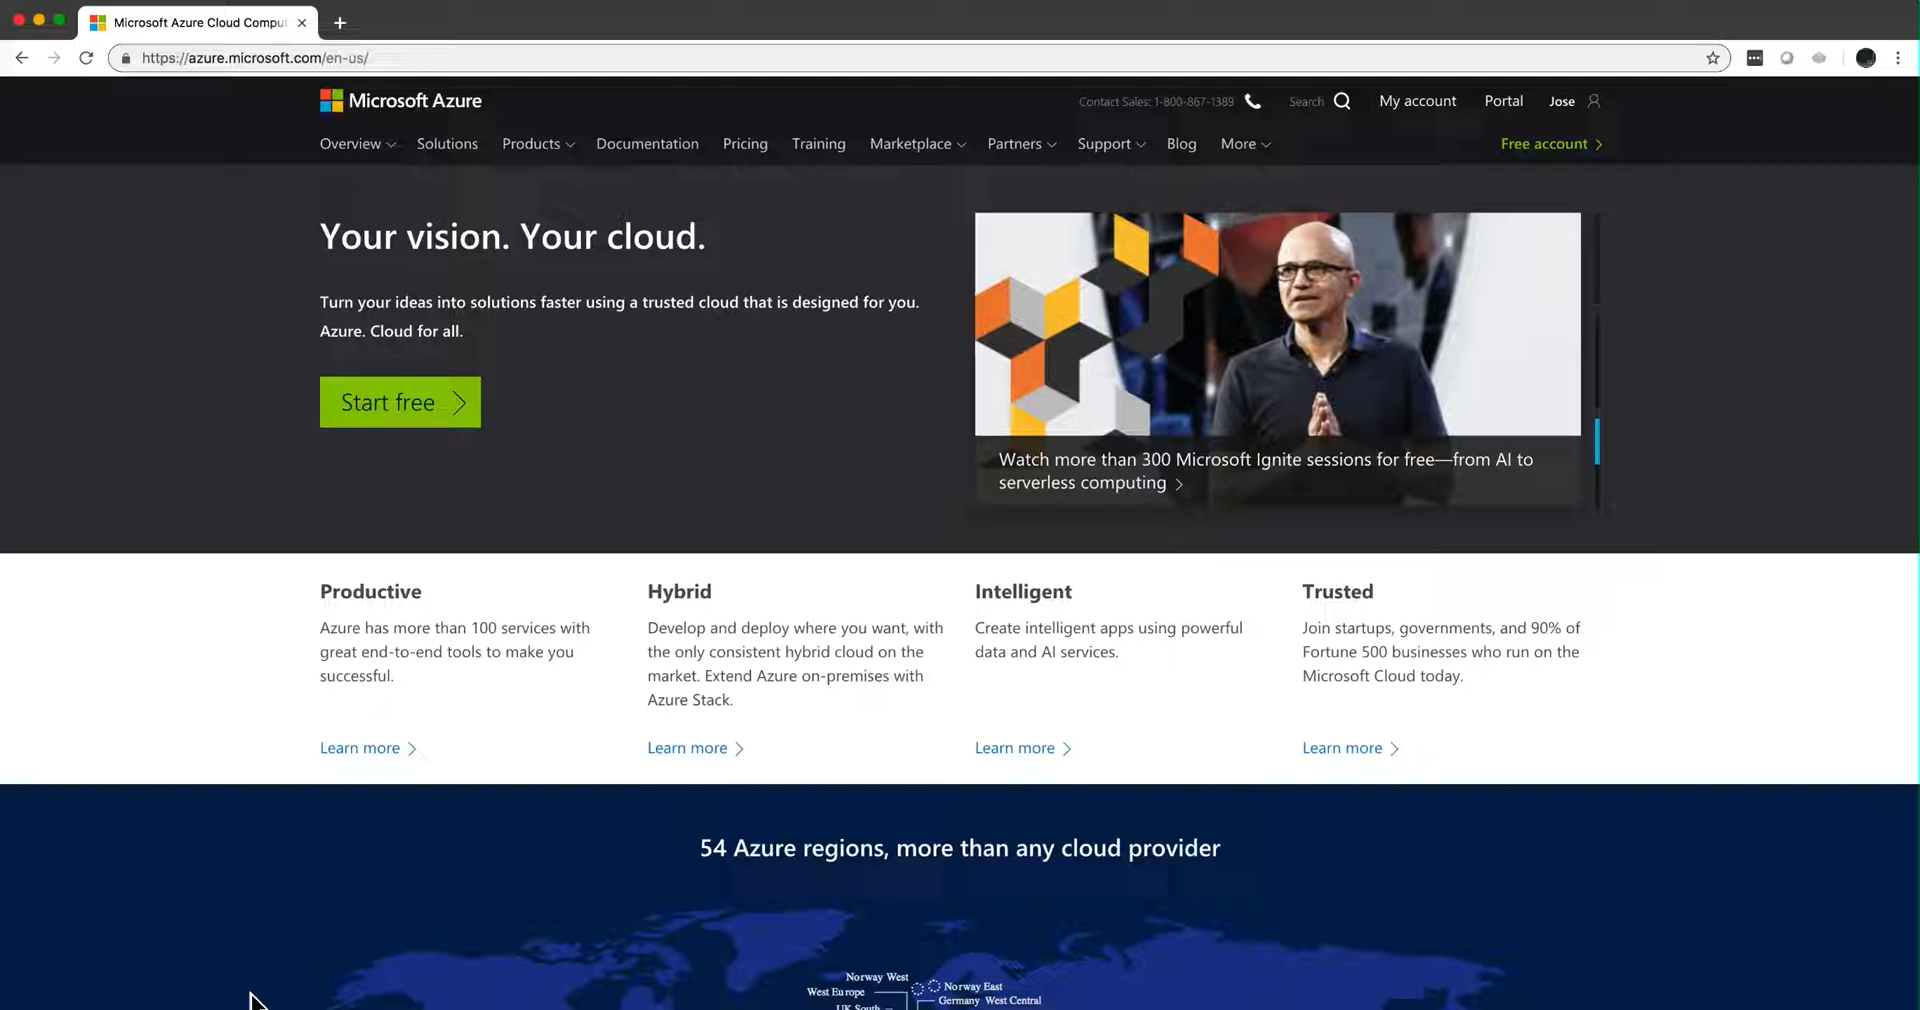 Microsoft Azure Cloud Comput
https://azure.microsoft.com/en-us/
Microsoft Azure
Contact Sales: 1-800-867-1389
Search
My account
Portal
Jose
Overview
Solutions
Products
Documentation
Pricing
Training
Marketplace
Partners
Support
Blog
More
Free account
Your vision. Your cloud.
Turn your ideas into solutions faster using a trusted cloud that is designed for you.
Azure. Cloud for all.
Start free
Watch more than 300 Microsoft Ignite sessions for free—from AI to
serverless computing
Productive
Azure has more than 100 services with
great end-to-end tools to make you
successful.
Learn more
Hybrid
Develop and deploy where you want, with
the only consistent hybrid cloud on the
market. Extend Azure on-premises with
Azure Stack.
Learn more
Intelligent
Create intelligent apps using powerful
data and AI services.
Learn more
Trusted
Join startups, governments, and 90% of
Fortune 500 businesses who run on the
Microsoft Cloud today.
Learn more
54 Azure regions, more than any cloud provider
Norway West
Norway East
West Europe
Germany West Central
UK South